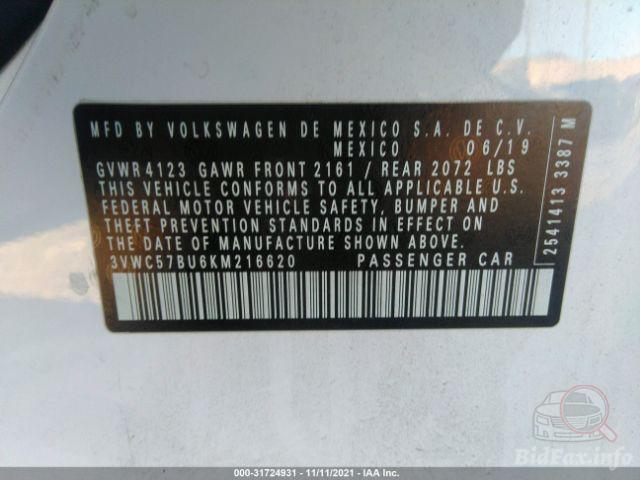 MFD BY VOLKSWAGEN DE MEXICO S.A. DE C.V.
MEXICO 06/19
GVWR 4123 GAWR FRONT 2161 / REAR 2072 LBS
THIS VEHICLE CONFORMS TO ALL APPLICABLE U.S.
FEDERAL MOTOR VEHICLE SAFETY, BUMPER AND
THEFT PREVENTION STANDARDS IN EFFECT ON
THE DATE OF MANUFACTURE SHOWN ABOVE.
3VWC57BU6KM216620 PASSENGER CAR
2541413 3387 M
BidFax.info
000-31724931 - 11/11/2021 - IAA Inc.